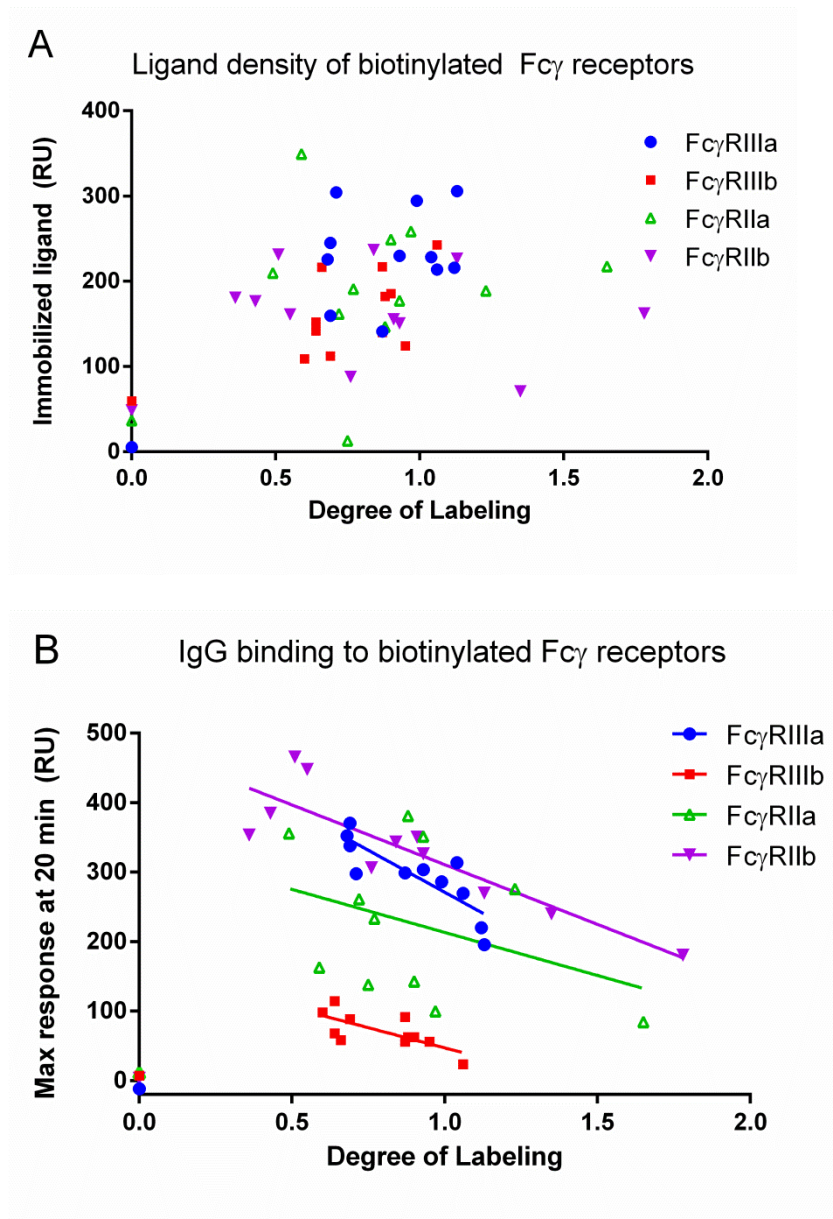 A
Ligand density of biotinylated Fcγ receptors
Immobilized ligand (RU)
400
300
200
100
0
0.0
0.5
1.0
1.5
2.0
Degree of Labeling
FcγRIIIa
FcγRIIIb
FcγRIIa
FcγRIIb
B
IgG binding to biotinylated Fcγ receptors
Max response at 20 min (RU)
500
400
300
200
100
0
0.0
0.5
1.0
1.5
2.0
Degree of Labeling
FcγRIIIa
FcγRIIIb
FcγRIIa
FcγRIIb